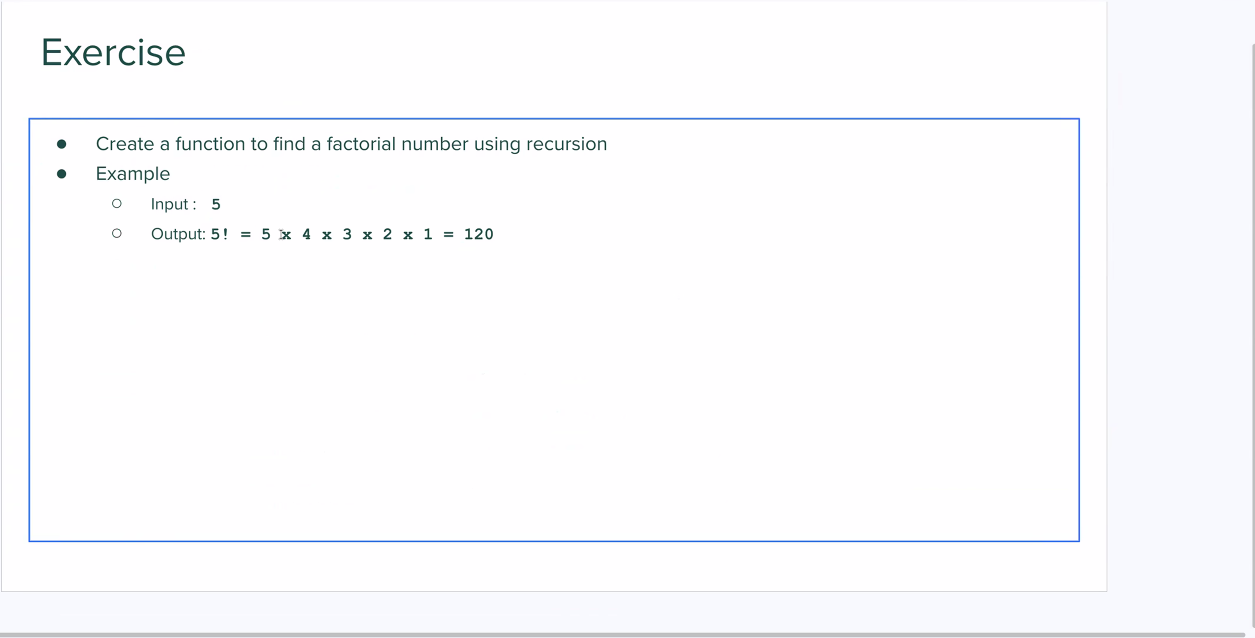 Exercise
● Create a function to find a factorial number using recursion
● Example
○ Input : 5
○ Output: 5! = 5 x 4 x 3 x 2 x 1 = 120